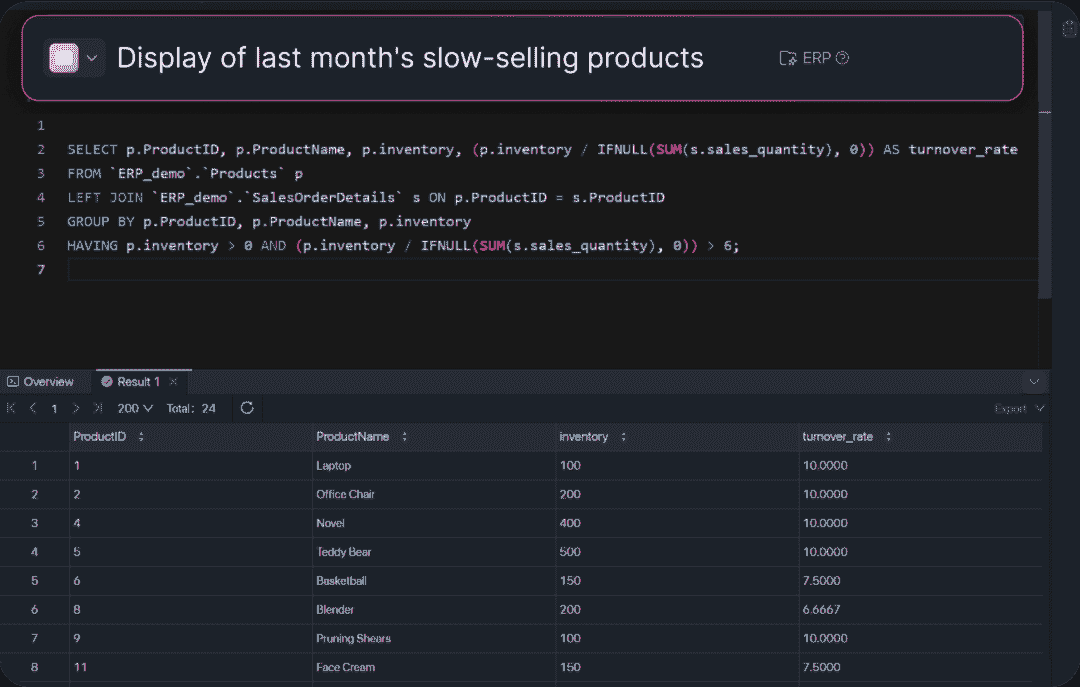 Display of last month's slow-selling products ERP
1
2 SELECT p.ProductID, p.ProductName, p.inventory, (p.inventory / IFNULL(SUM(s.sales_quantity), 0)) AS turnover_rate
3 FROM `ERP_demo`.`Products` p
4 LEFT JOIN `ERP_demo`.`SalesOrderDetails` s ON p.ProductID = s.ProductID
5 GROUP BY p.ProductID, p.ProductName, p.inventory
6 HAVING p.inventory > 0 AND (p.inventory / IFNULL(SUM(s.sales_quantity), 0)) > 6;
7
Overview Result 1
1 200 Total: 24 Export
ProductID ProductName inventory turnover_rate
1 1 Laptop 100 10.0000
2 2 Office Chair 200 10.0000
3 4 Novel 400 10.0000
4 5 Teddy Bear 500 10.0000
5 6 Basketball 150 7.5000
6 8 Blender 200 6.6667
7 9 Pruning Shears 100 10.0000
8 11 Face Cream 150 7.5000